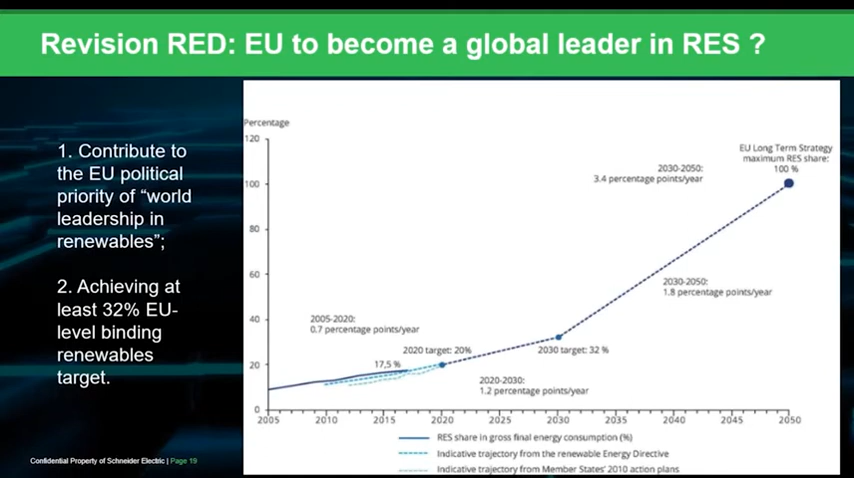 Revision RED: EU to become a global leader in RES ?
1. Contribute to
the EU political
priority of “world
leadership in
renewables”;
2. Achieving at
least 32% EU-
level binding
renewables
target.
Confidential Property of Schneider Electric | Page 19
Percentage
120
100
80
60
40
20
0
2005
2010
2015
2020
2025
2030
2035
2040
2045
2050
2005-2020:
0.7 percentage points/year
17,5 %
2020 target: 20%
2020-2030:
1.2 percentage points/year
2030 target: 32 %
2030-2050:
3.4 percentage points/year
2030-2050:
1.8 percentage points/year
EU Long Term Strategy
maximum RES share:
100 %
RES share in gross final energy consumption (%)
Indicative trajectory from the renewable Energy Directive
Indicative trajectory from Member States' 2010 action plans